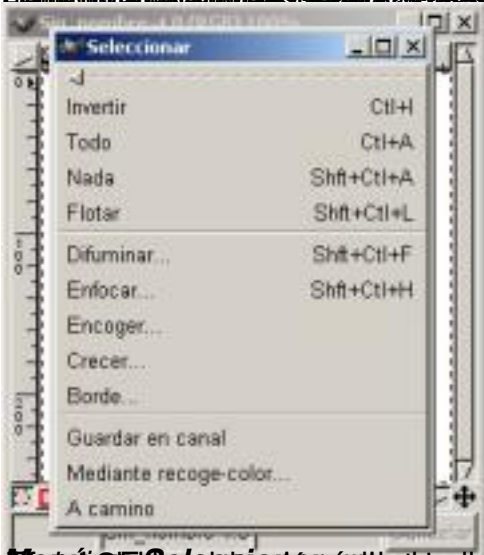 Seleccionar
Invertir Ctl+I
Todo Ctl+A
Nada Shft+Ctl+A
Flotar Shft+Ctl+L
Difuminar... Shft+Ctl+F
Enfocar... Shft+Ctl+H
Encoger...
Crecer...
Borde...
Guardar en canal
Mediante recoge-color...
A camino